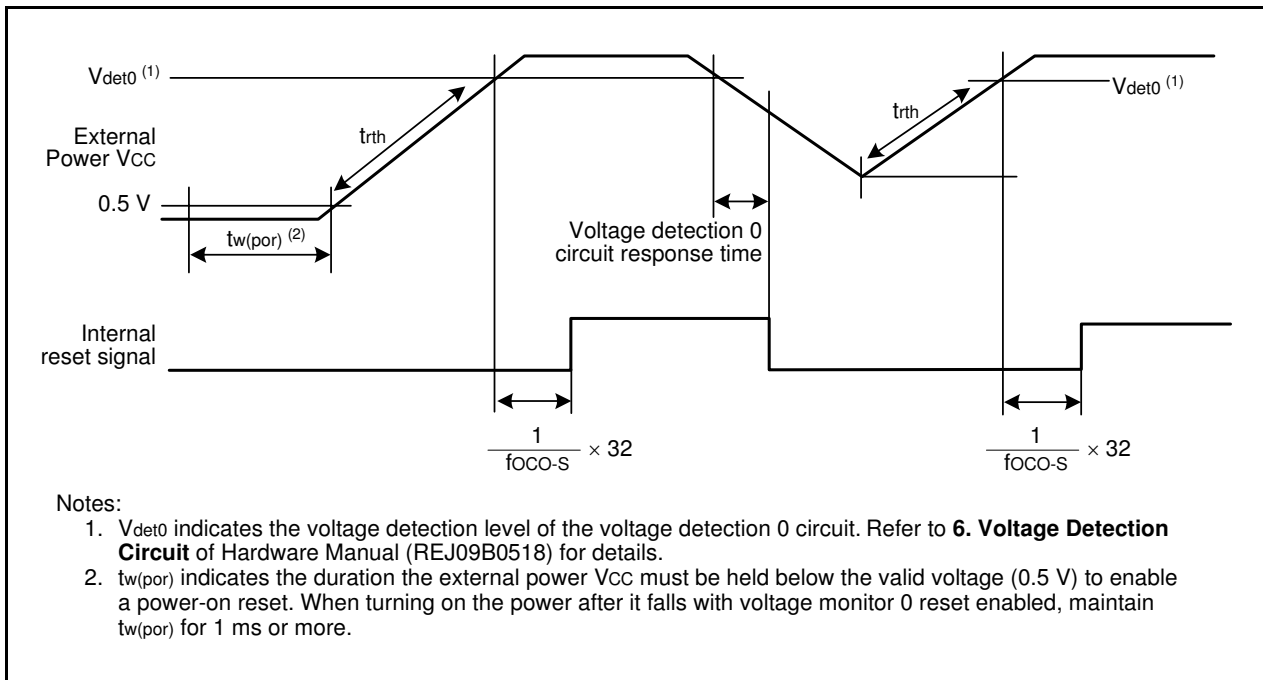 Vdet0 (1)
trth
External
Power VCC
0.5 V
tw(por) (2)
Voltage detection 0
circuit response time
trth
Vdet0 (1)
Internal
reset signal
1
fOCO-S
× 32
1
fOCO-S
× 32
Notes:
1. Vdet0 indicates the voltage detection level of the voltage detection 0 circuit. Refer to 6. Voltage Detection
Circuit of Hardware Manual (REJ09B0518) for details.
2. tw(por) indicates the duration the external power VCC must be held below the valid voltage (0.5 V) to enable
a power-on reset. When turning on the power after it falls with voltage monitor 0 reset enabled, maintain
tw(por) for 1 ms or more.